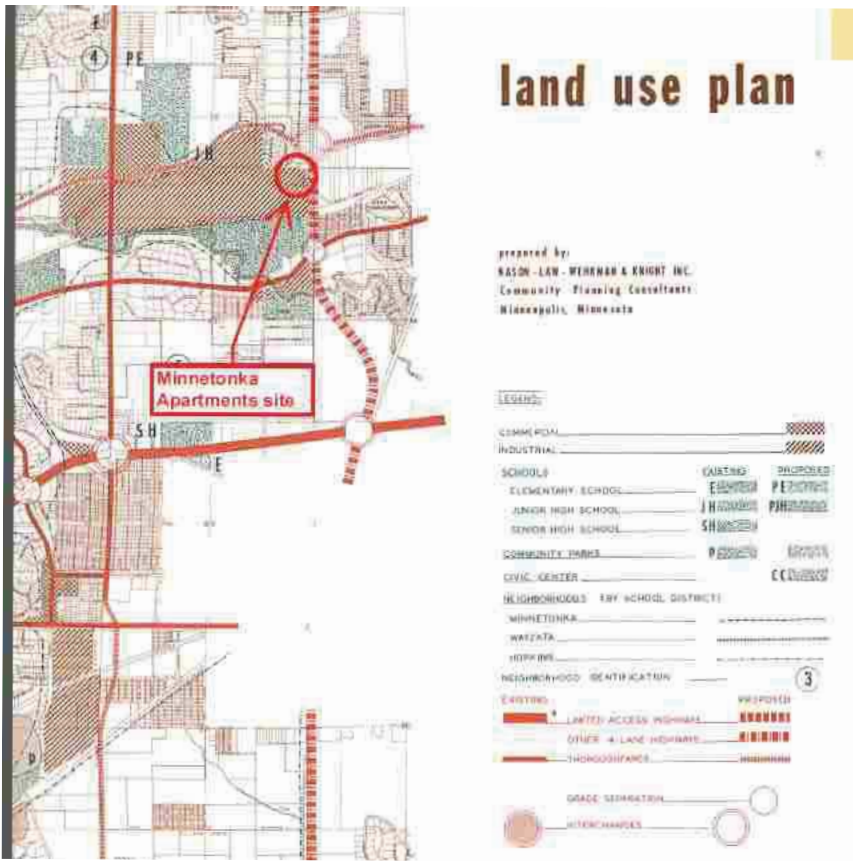 land use plan
prepared by:
NASON - LAW - WEHRMAN & KNIGHT INC.
Community Planning Consultants
Minneapolis, Minnesota
4
PE
JH
Minnetonka
Apartments site
SH
E
P
LEGEND:
COMMERCIAL
INDUSTRIAL
SCHOOLS EXISTING PROPOSED
ELEMENTARY SCHOOL E PE
JUNIOR HIGH SCHOOL JH PJH
SENIOR HIGH SCHOOL SH
COMMUNITY PARKS P
CIVIC CENTER CC
NEIGHBORHOODS (BY SCHOOL DISTRICT)
MINNETONKA
WAYZATA
HOPKINS
NEIGHBORHOOD IDENTIFICATION 3
EXISTING PROPOSED
LIMITED ACCESS HIGHWAYS
OTHER 4-LANE HIGHWAYS
THOROUGHFARES
GRADE SEPARATION
INTERCHANGES